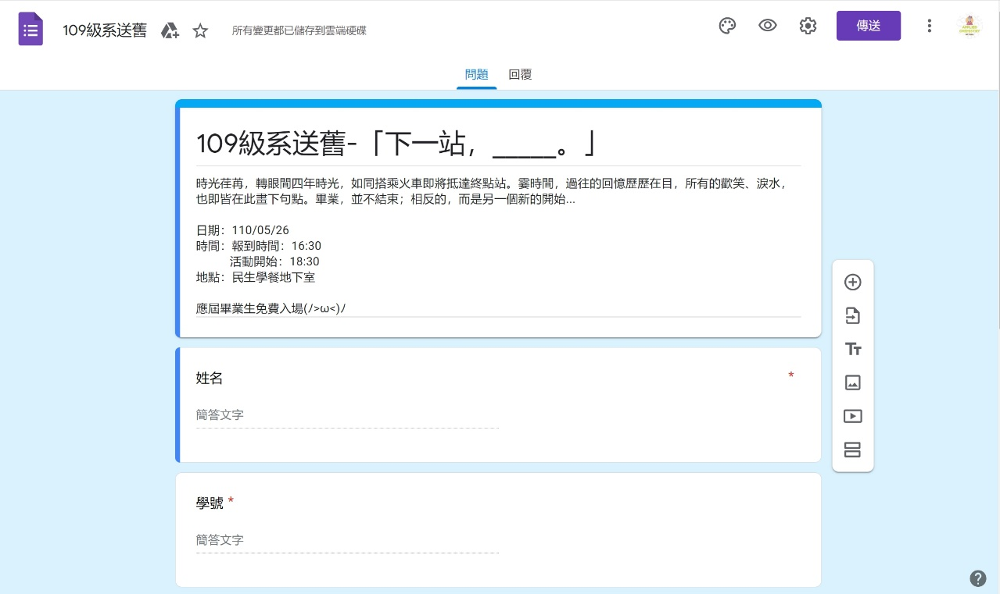 109級系送舊
所有變更都已儲存到雲端硬碟
傳送
問題
回覆
109級系送舊-「下一站，_____。」
時光荏苒，轉眼間四年時光，如同搭乘火車即將抵達終點站。霎時間，過往的回憶歷歷在目，所有的歡笑、淚水，
也即皆在此畫下句點。畢業，並不結束；相反的，而是另一個新的開始...
日期：110/05/26
時間：報到時間：16:30
活動開始：18:30
地點：民生學餐地下室
應屆畢業生免費入場(/>ω<)/
姓名 *
簡答文字
學號 *
簡答文字